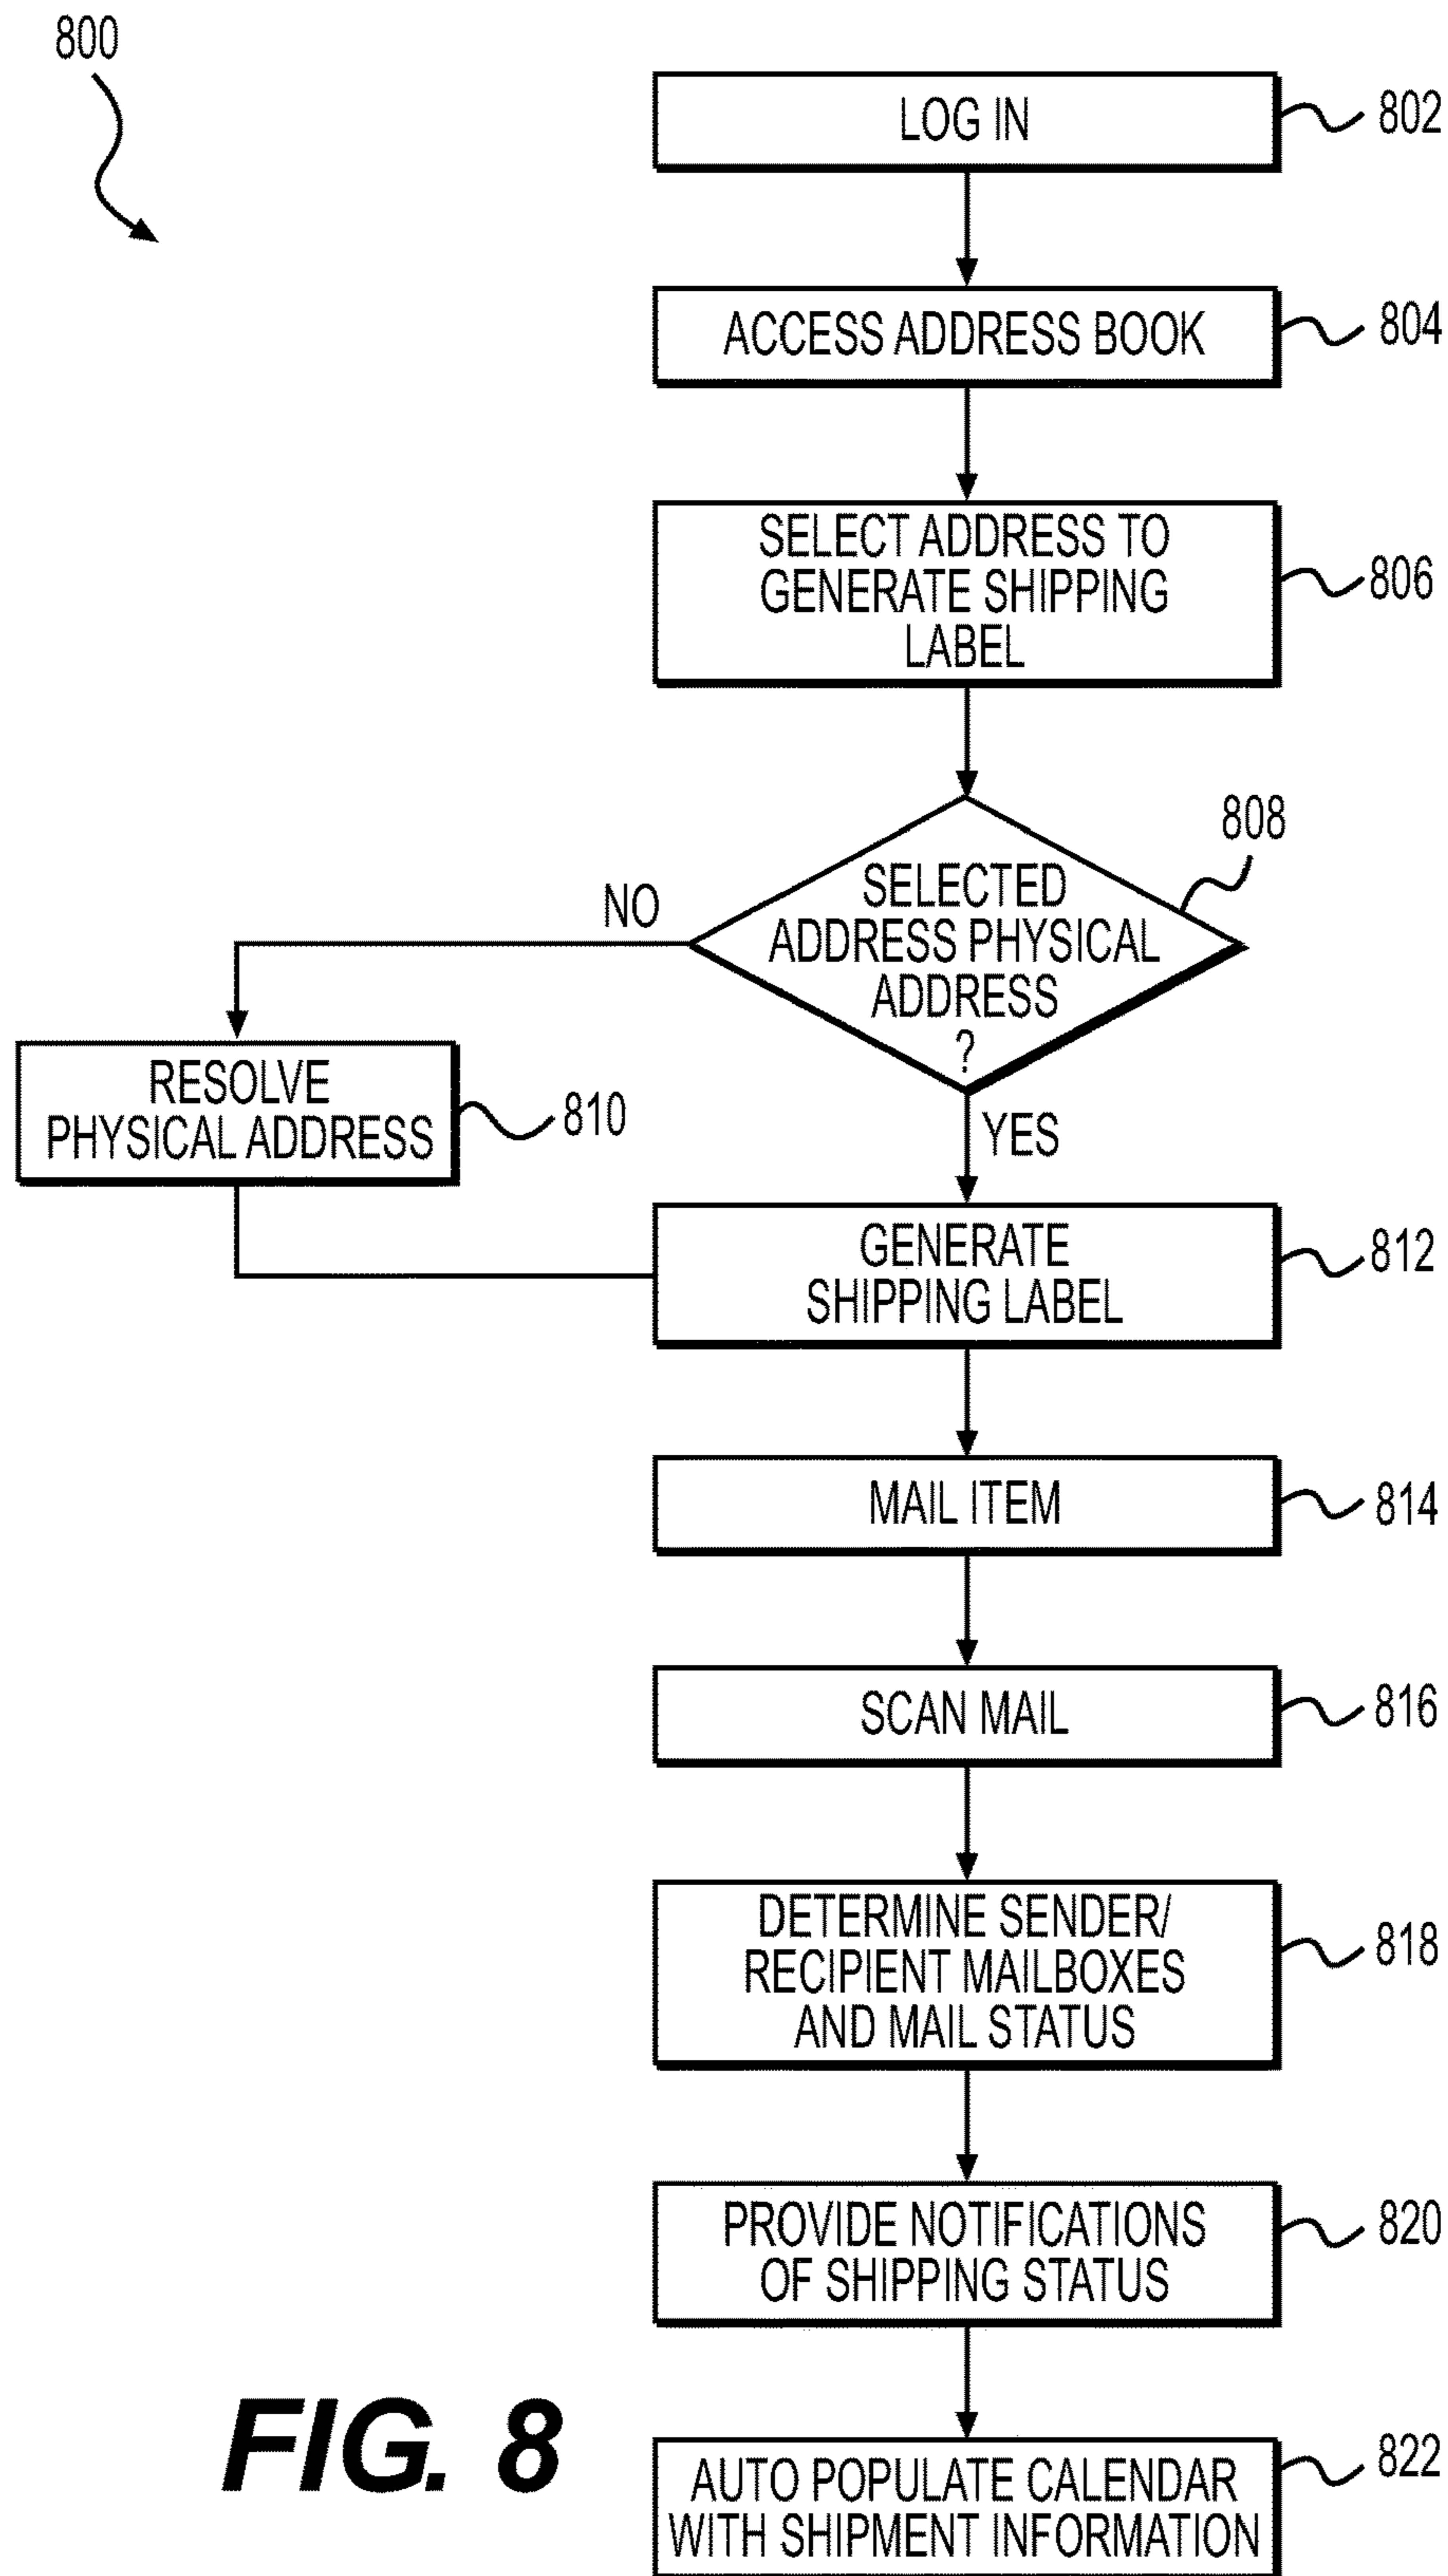 800
LOG IN
802
ACCESS ADDRESS BOOK
804
SELECT ADDRESS TO
GENERATE SHIPPING
LABEL
806
808
SELECTED
ADDRESS PHYSICAL
ADDRESS
?
NO
YES
RESOLVE
PHYSICAL ADDRESS
810
GENERATE
SHIPPING LABEL
812
MAIL ITEM
814
SCAN MAIL
816
DETERMINE SENDER/
RECIPIENT MAILBOXES
AND MAIL STATUS
818
PROVIDE NOTIFICATIONS
OF SHIPPING STATUS
820
AUTO POPULATE CALENDAR
WITH SHIPMENT INFORMATION
822
FIG. 8